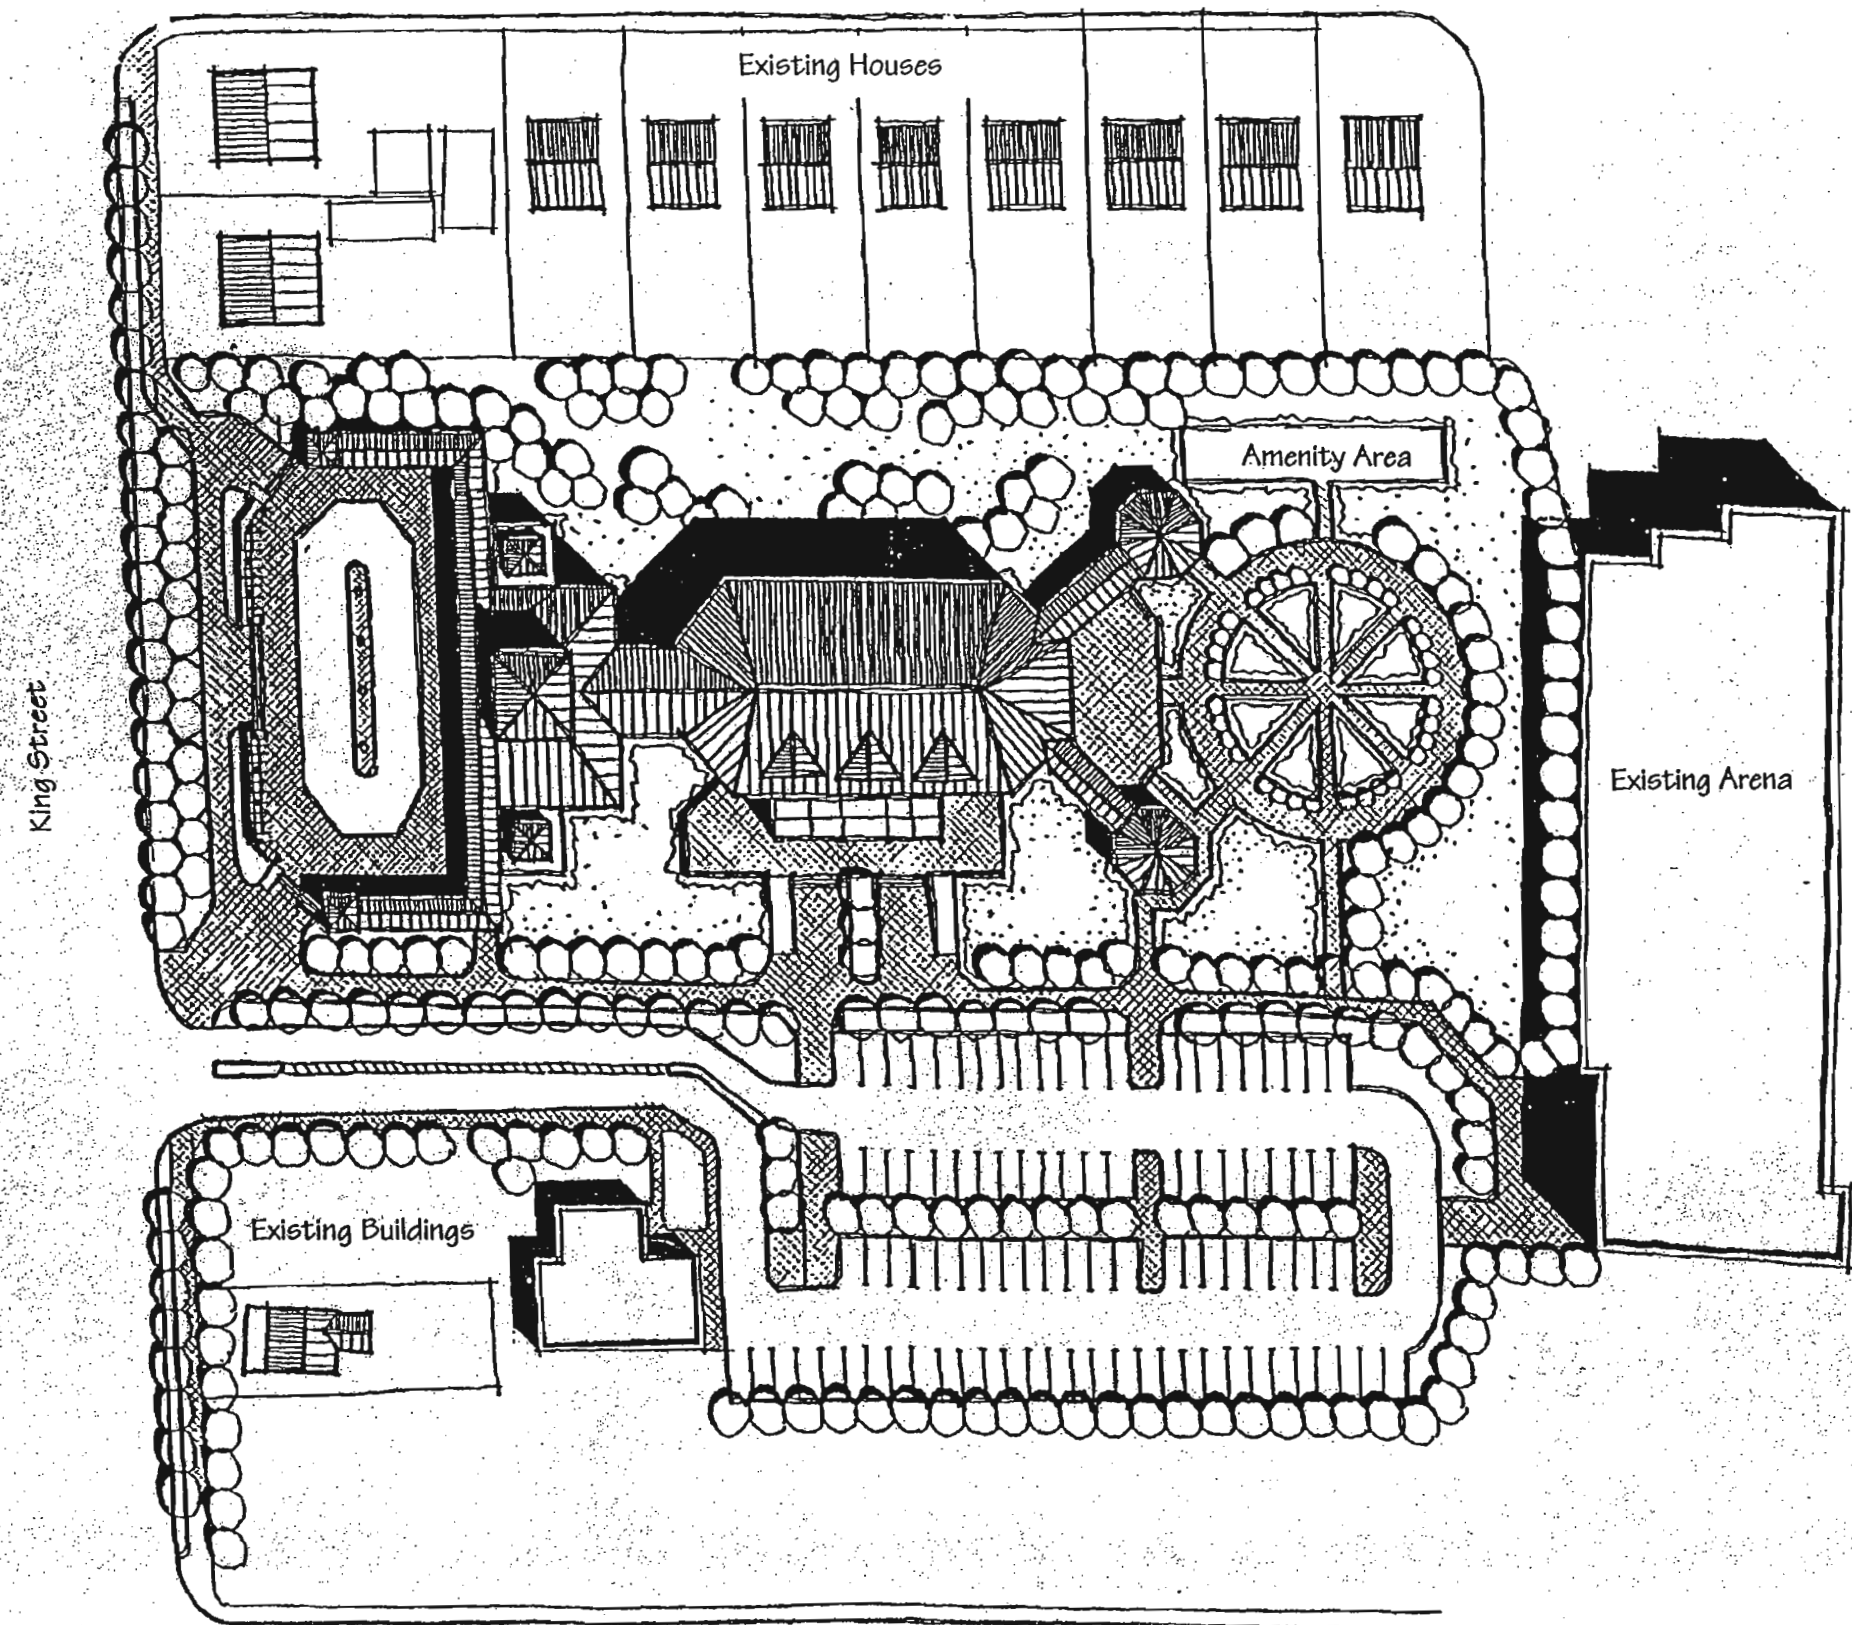 Existing Houses
Amenity Area
King Street
Existing Arena
Existing Buildings